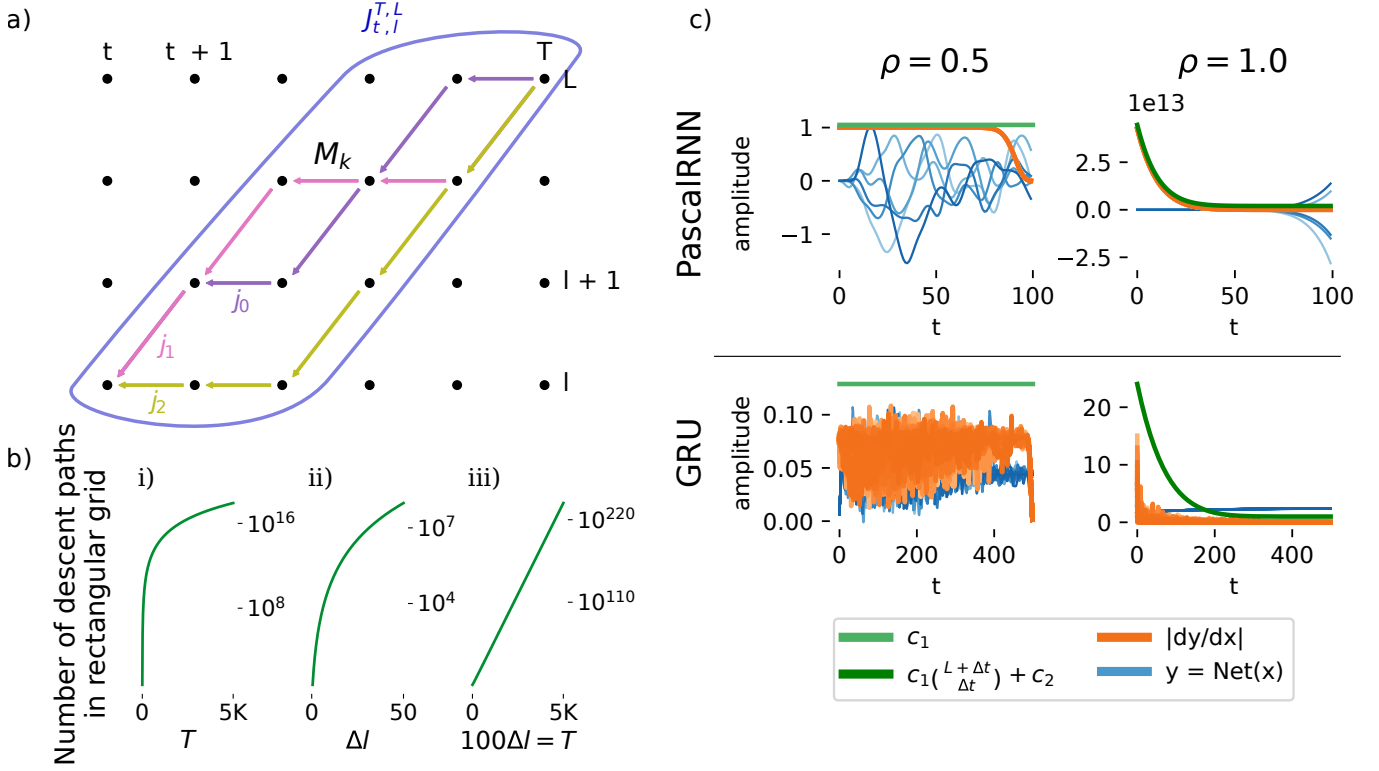 a)
J_{t,l}^{T,L}
t t + 1 T
L
M_k
l + 1
j_0
j_1
j_2
l
b)
Number of descent paths
in rectangular grid
i) ii) iii)
- 10^{16} - 10^7 - 10^{220}
- 10^8 - 10^4 - 10^{110}
0 5K 0 50 0 5K
T Δl 100Δl = T
c)
ρ = 0.5 ρ = 1.0
PascalRNN
amplitude
1
0
−1
0 50 100
t
1e13
2.5
0.0
−2.5
0 100
t
GRU
amplitude
0.10
0.05
0.00
0 200 400
t
20
10
0
0 200 400
t
c_1
c_1(^{L + Δt}_{Δt}) + c_2
|dy/dx|
y = Net(x)